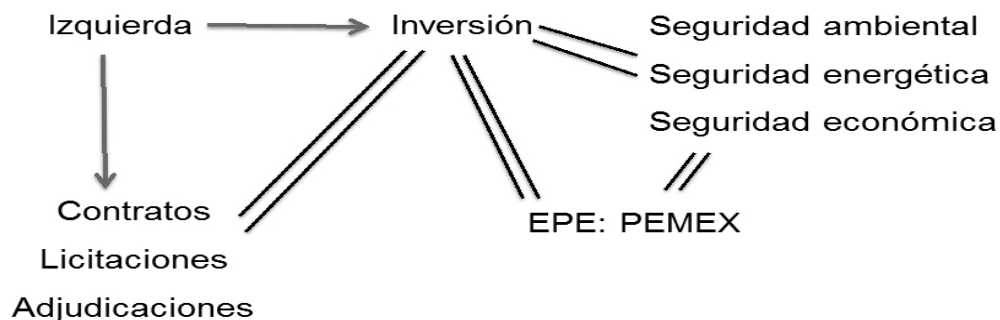 Izquierda
Inversión
Seguridad ambiental
Seguridad energética
Seguridad económica
Contratos
Licitaciones
Adjudicaciones
EPE: PEMEX